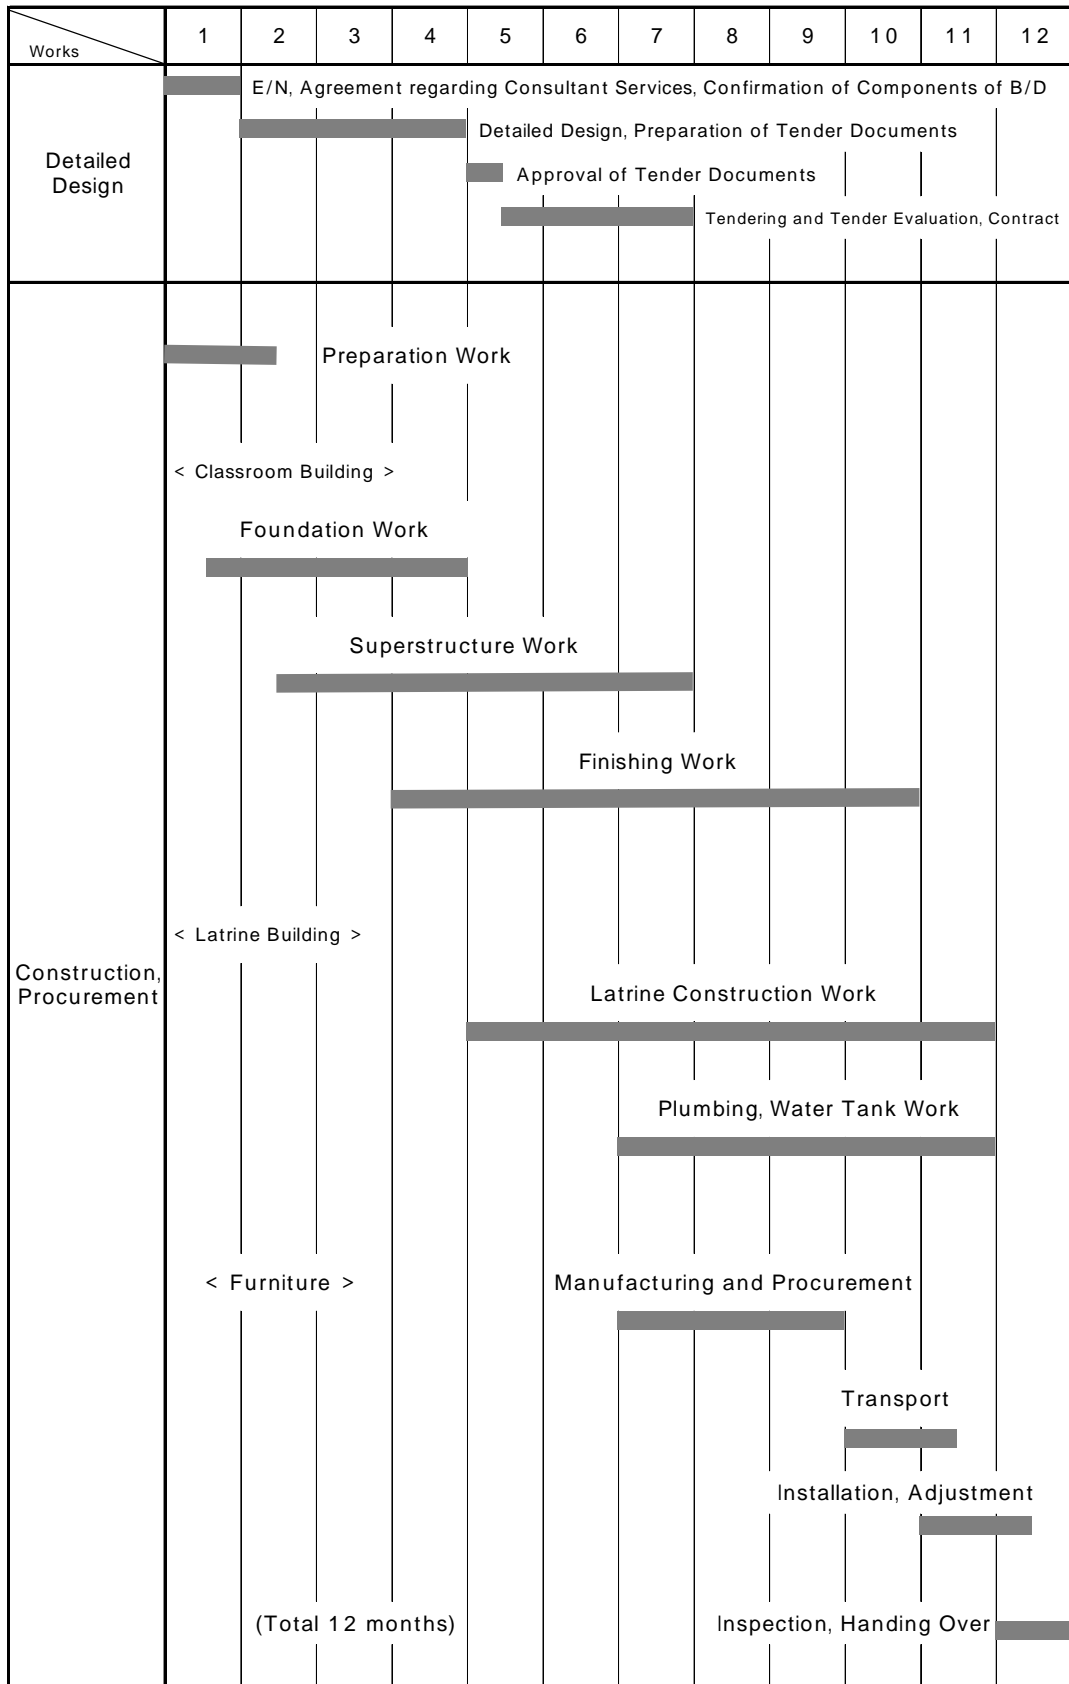 Works
1 2 3 4 5 6 7 8 9 10 11 12
E/N, Agreement regarding Consultant Services, Confirmation of Components of B/D
Detailed Design, Preparation of Tender Documents
Detailed
Design
Approval of Tender Documents
Tendering and Tender Evaluation, Contract
Preparation Work
< Classroom Building >
Foundation Work
Superstructure Work
Finishing Work
< Latrine Building >
Construction,
Procurement
Latrine Construction Work
Plumbing, Water Tank Work
< Furniture >
Manufacturing and Procurement
Transport
Installation, Adjustment
(Total 12 months)
Inspection, Handing Over